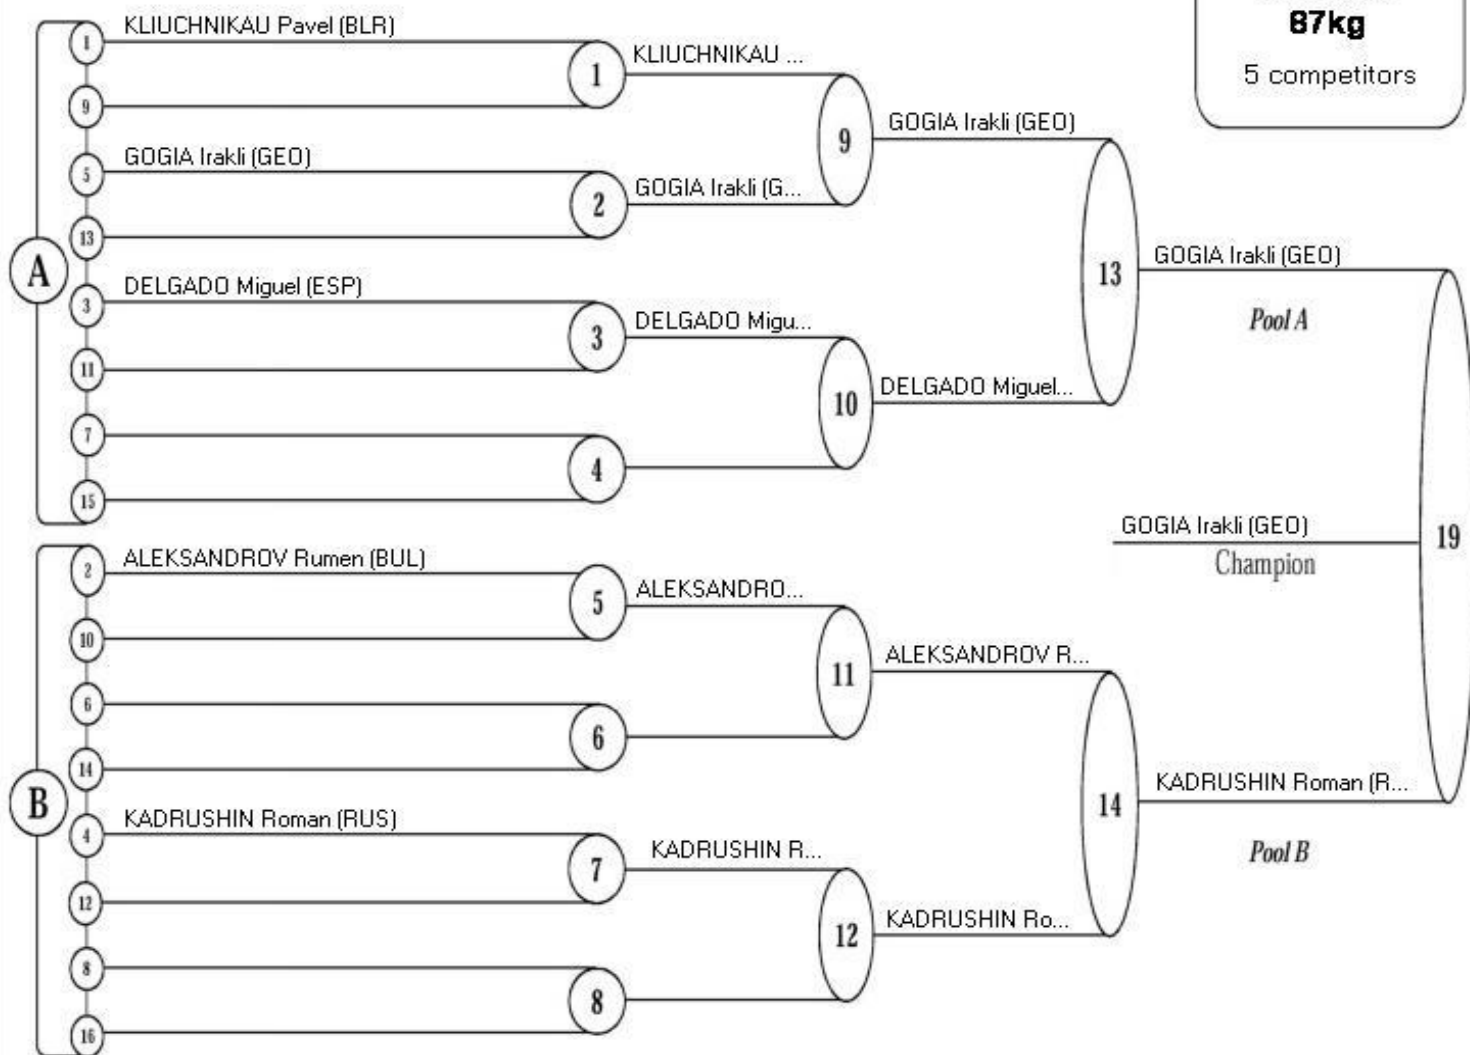 87kg
5 competitors
A
1
KLIUCHNIKAU Pavel (BLR)
9
1
KLIUCHNIKAU ...
5
GOGIA Irakli (GEO)
13
2
GOGIA Irakli (G...
9
GOGIA Irakli (GEO)
3
DELGADO Miguel (ESP)
11
3
DELGADO Migu...
7
15
4
10
DELGADO Miguel...
13
GOGIA Irakli (GEO)
Pool A
B
2
ALEKSANDROV Rumen (BUL)
10
5
ALEKSANDRO...
6
14
6
11
ALEKSANDROV R...
4
KADRUSHIN Roman (RUS)
12
7
KADRUSHIN R...
8
16
8
12
KADRUSHIN Ro...
14
KADRUSHIN Roman (R...
Pool B
19
GOGIA Irakli (GEO)
Champion